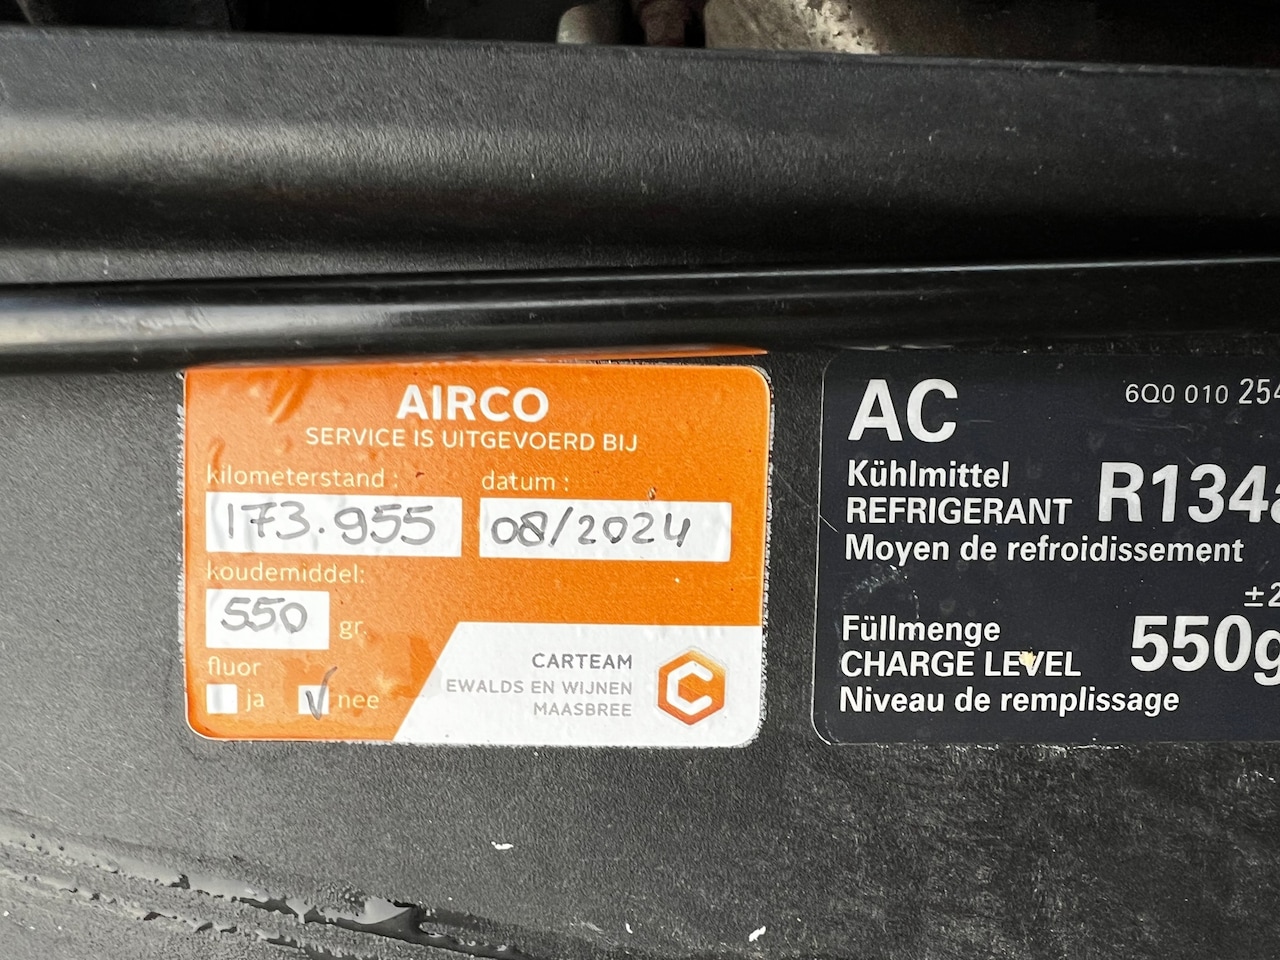 AIRCO
SERVICE IS UITGEVOERD BIJ
kilometerstand : datum :
173.955 08/2024
koudemiddel:
550 gr.
fluor
ja nee
CARTEAM
EWALDS EN WIJNEN
MAASBREE
AC 6Q0 010 254
Kühlmittel
REFRIGERANT R134a
Moyen de refroidissement
±2
Füllmenge
CHARGE LEVEL 550g
Niveau de remplissage